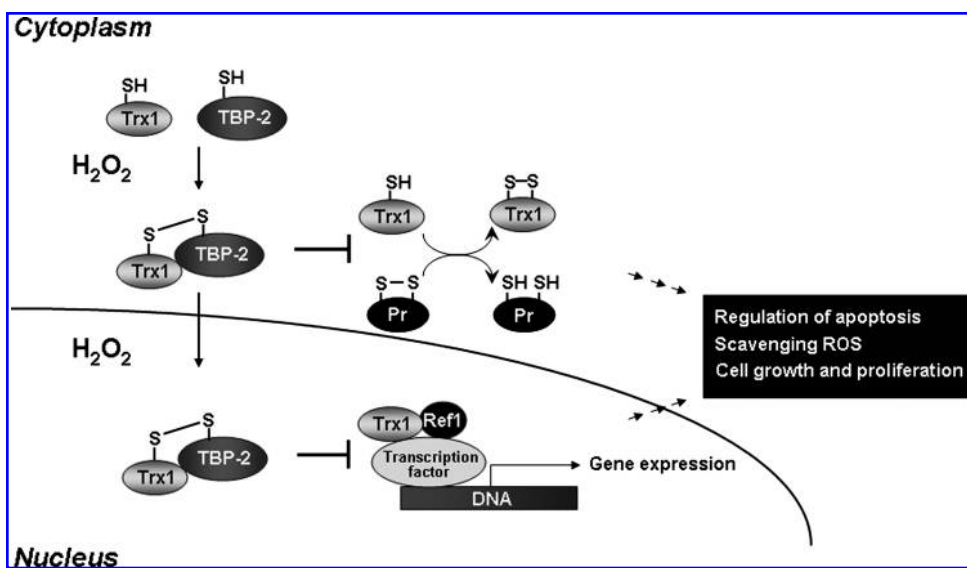 Cytoplasm
SH
Trx1
SH
TBP-2
H₂O₂
S
S
Trx1
TBP-2
SH
Trx1
S–S
Trx1
S–S
Pr
SH SH
Pr
Regulation of apoptosis
Scavenging ROS
Cell growth and proliferation
H₂O₂
S
S
Trx1
TBP-2
Trx1
Ref1
Transcription
factor
DNA
Gene expression
Nucleus